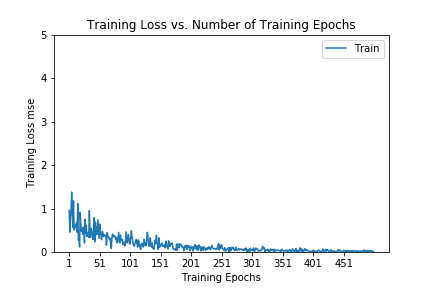 Training Loss vs. Number of Training Epochs
Train
Training Loss mse
5
4
3
2
1
0
1 51 101 151 201 251 301 351 401 451
Training Epochs